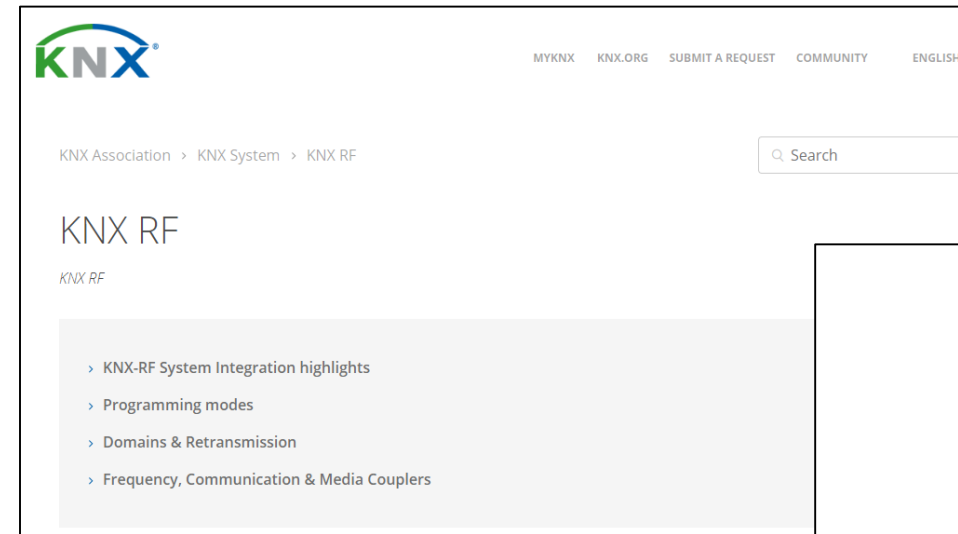 KNX®
MYKNX KNX.ORG SUBMIT A REQUEST COMMUNITY ENGLISH
KNX Association › KNX System › KNX RF
Search
KNX RF
KNX RF
› KNX-RF System Integration highlights
› Programming modes
› Domains & Retransmission
› Frequency, Communication & Media Couplers